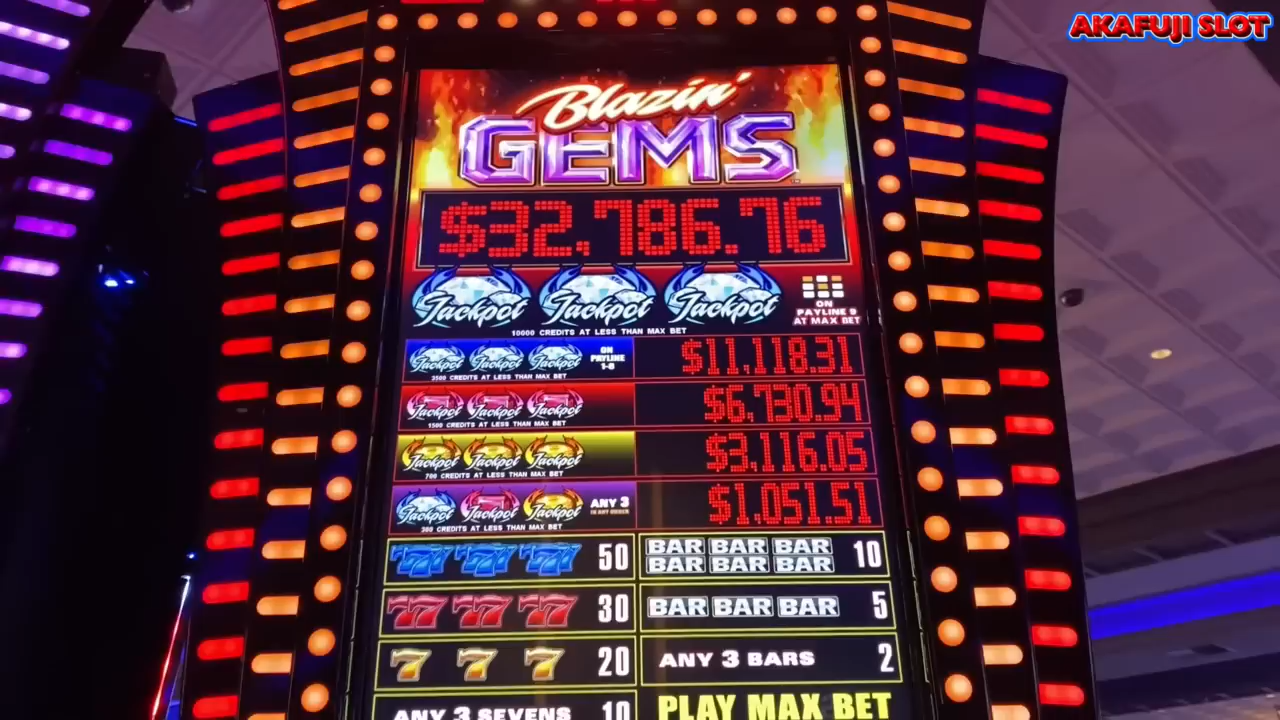 AKAFUJI SLOT
Blazin'
GEMS
$32,786.76
Jackpot Jackpot Jackpot
ON
PAYLINE 9
AT MAX BET
10000 CREDITS AT LESS THAN MAX BET
Jackpot Jackpot Jackpot
ON
PAYLINE
1-8
$11,118.31
3500 CREDITS AT LESS THAN MAX BET
Jackpot Jackpot Jackpot
$6,730.94
1500 CREDITS AT LESS THAN MAX BET
Jackpot Jackpot Jackpot
$3,116.05
700 CREDITS AT LESS THAN MAX BET
Jackpot Jackpot Jackpot
ANY 3
IN ANY ORDER
$1,051.51
300 CREDITS AT LESS THAN MAX BET
777 777 777 50
BAR BAR BAR
BAR BAR BAR
10
77 77 77 30
BAR BAR BAR 5
7 7 7 20
ANY 3 BARS 2
ANY 3 SEVENS 10
PLAY MAX BET